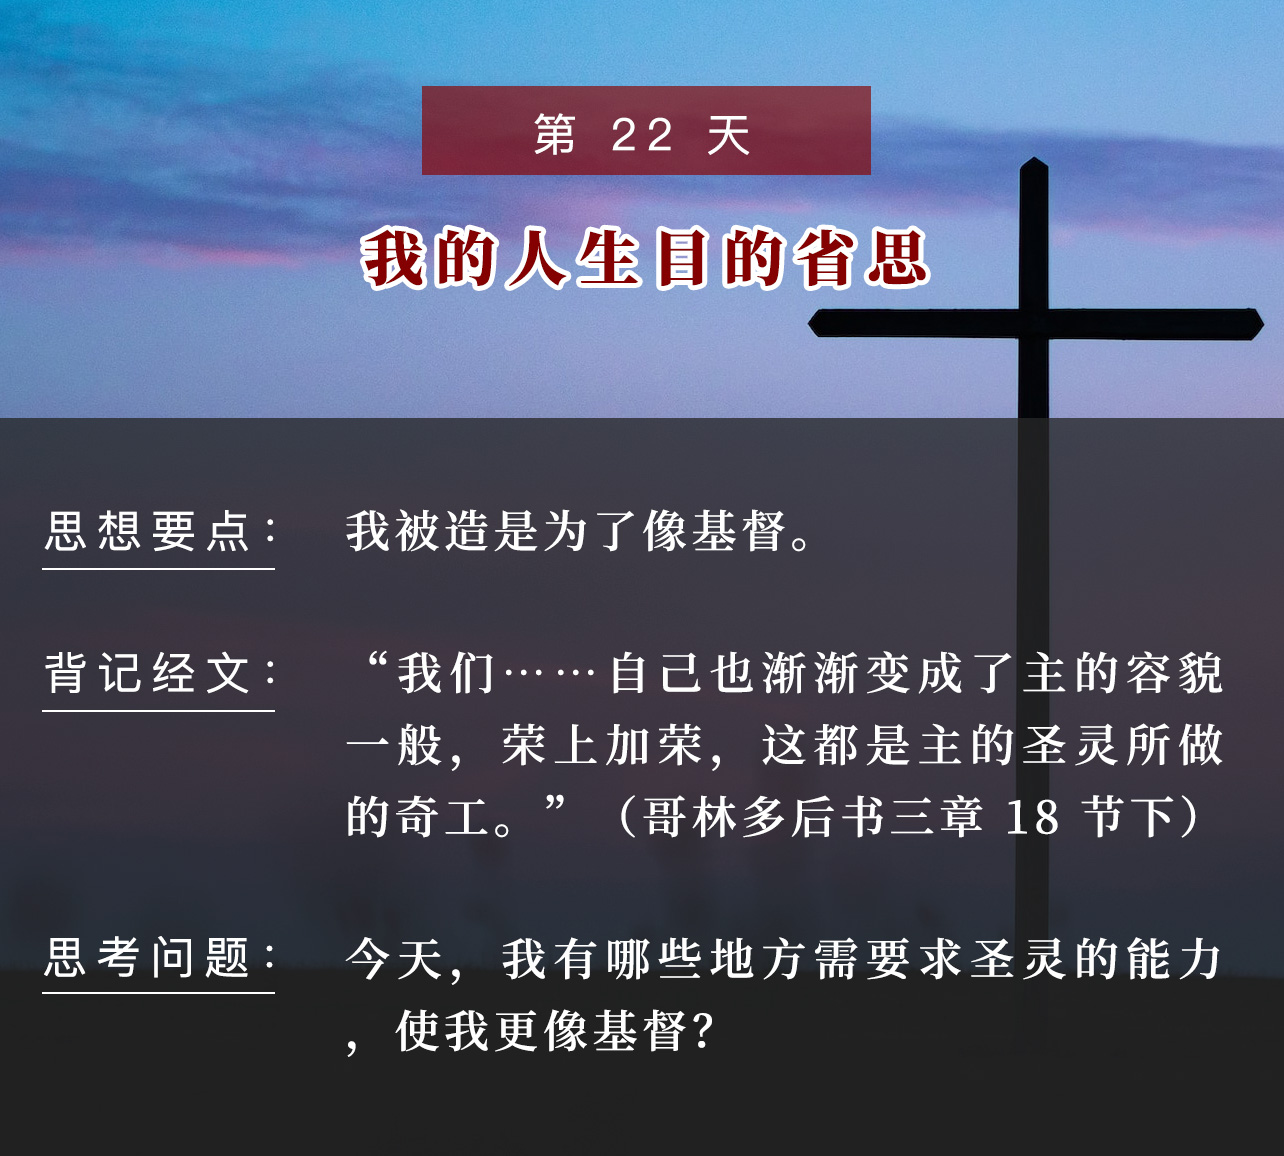 第 22 天
我的人生目的省思
思想要点： 我被造是为了像基督。
背记经文： “我们……自己也渐渐变成了主的容貌
一般，荣上加荣，这都是主的圣灵所做
的奇工。”（哥林多后书三章 18 节下）
思考问题： 今天，我有哪些地方需要求圣灵的能力
，使我更像基督？